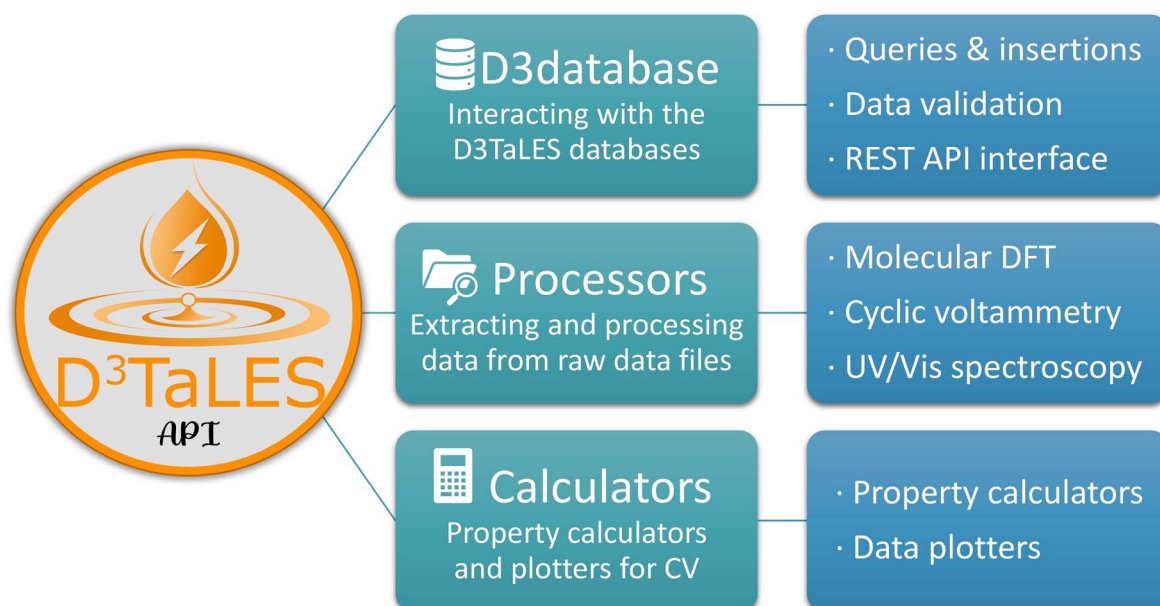 D³TaLES
API
D3database
Interacting with the
D3TaLES databases
· Queries & insertions
· Data validation
· REST API interface
Processors
Extracting and processing
data from raw data files
· Molecular DFT
· Cyclic voltammetry
· UV/Vis spectroscopy
Calculators
Property calculators
and plotters for CV
· Property calculators
· Data plotters